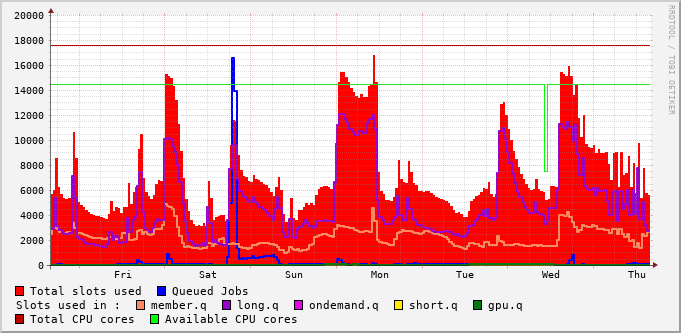 20000
18000
16000
14000
12000
10000
8000
6000
4000
2000
0
Fri Sat Sun Mon Tue Wed Thu
RRDTOOL / TOBI OETIKER
Total slots used Queued Jobs
Slots used in : member.q long.q ondemand.q short.q gpu.q
Total CPU cores Available CPU cores